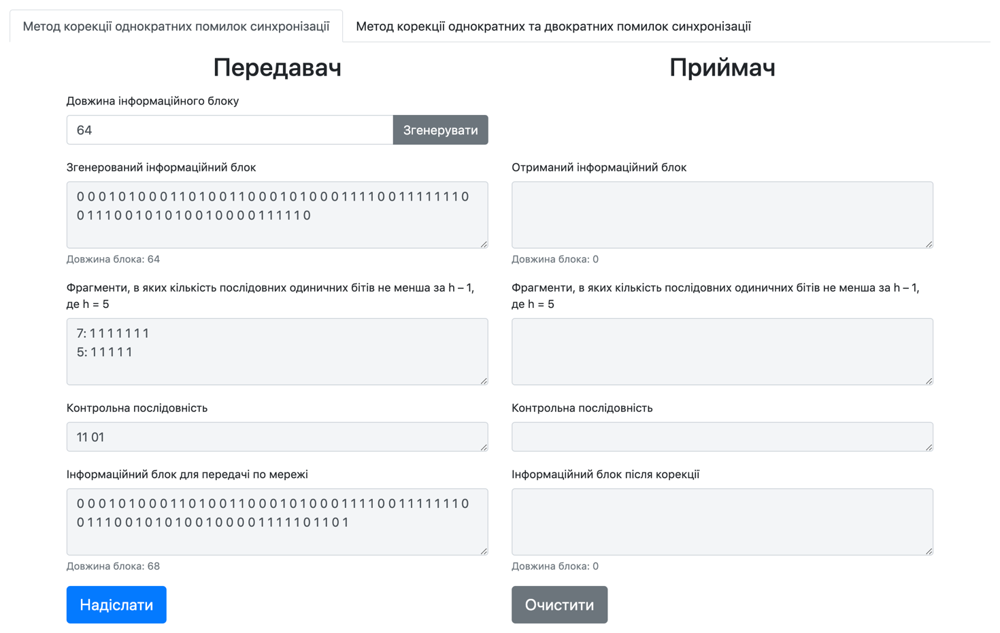 Метод корекції однократних помилок синхронізації
Метод корекції однократних та двократних помилок синхронізації
Передавач
Довжина інформаційного блоку
64
Згенерувати
Згенерований інформаційний блок
0 0 0 1 0 1 0 0 0 1 1 0 1 0 0 1 1 0 0 0 1 0 1 0 0 0 1 1 1 1 0 0 1 1 1 1 1 1 1 0
0 1 1 1 0 0 1 0 1 0 1 0 0 1 0 0 0 0 1 1 1 1 1 0
Довжина блока: 64
Фрагменти, в яких кількість послідовних одиничних бітів не менша за h – 1,
де h = 5
7: 1 1 1 1 1 1 1
5: 1 1 1 1 1
Контрольна послідовність
11 01
Інформаційний блок для передачі по мережі
0 0 0 1 0 1 0 0 0 1 1 0 1 0 0 1 1 0 0 0 1 0 1 0 0 0 1 1 1 1 0 0 1 1 1 1 1 1 1 0
0 1 1 1 0 0 1 0 1 0 1 0 0 1 0 0 0 0 1 1 1 1 1 0 1 1 0 1
Довжина блока: 68
Надіслати
Приймач
Отриманий інформаційний блок
Довжина блока: 0
Фрагменти, в яких кількість послідовних одиничних бітів не менша за h – 1,
де h = 5
Контрольна послідовність
Інформаційний блок після корекції
Довжина блока: 0
Очистити